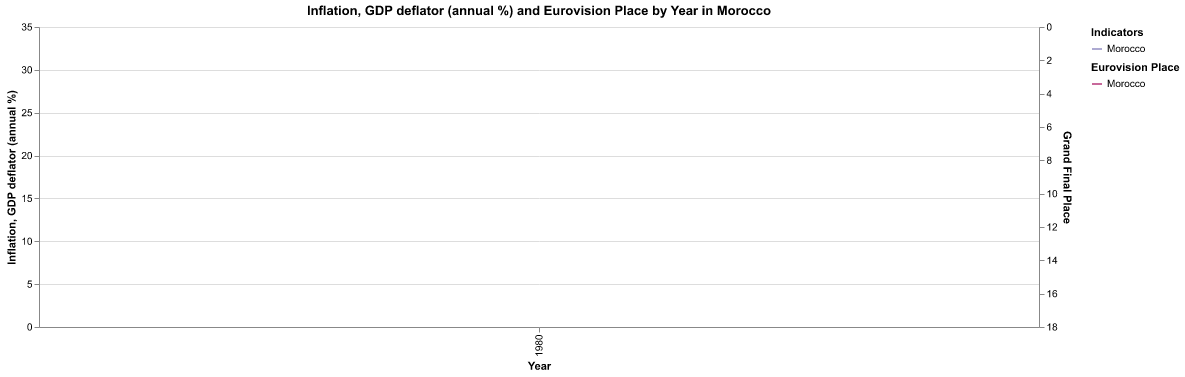 Inflation, GDP deflator (annual %) and Eurovision Place by Year in Morocco
Inflation, GDP deflator (annual %)
35
30
25
20
15
10
5
0
1980
Year
0
2
4
6
8
10
12
14
16
18
Grand Final Place
Indicators
Morocco
Eurovision Place
Morocco